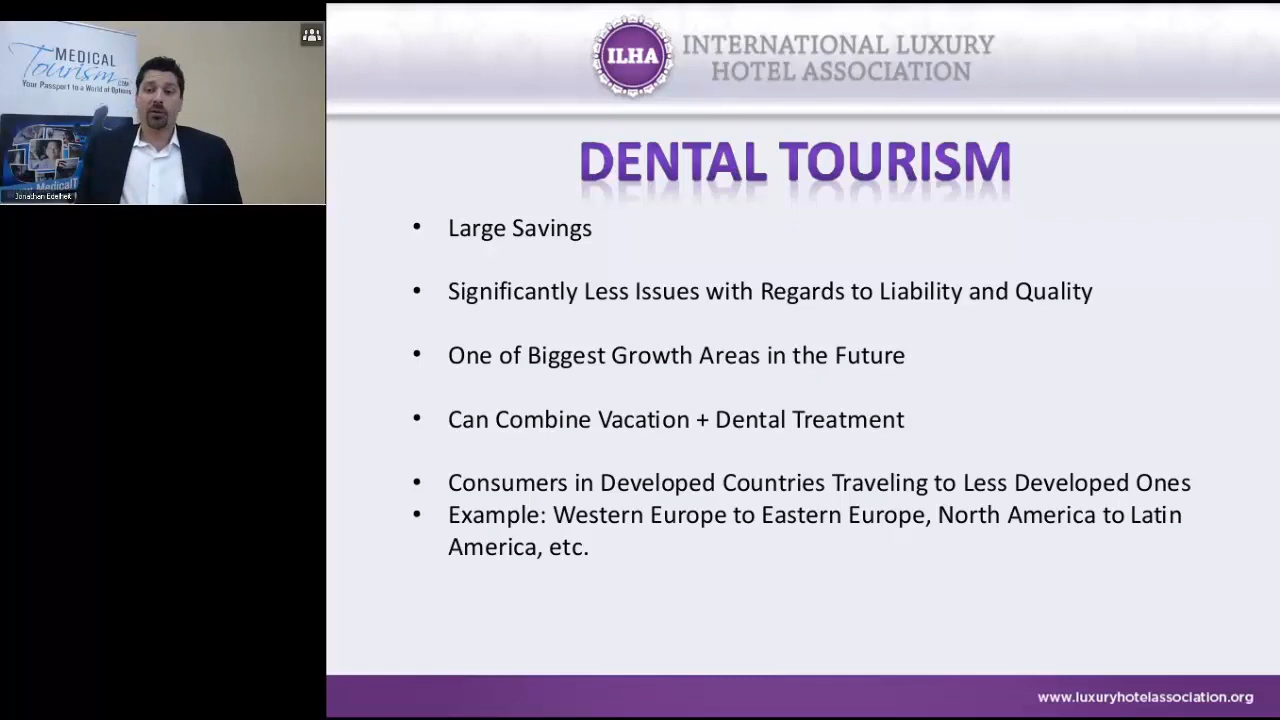 MEDICAL
Tourism
.COM
Your Passport to a World of Options
Jonathan Edelheit
ILHA
INTERNATIONAL LUXURY
HOTEL ASSOCIATION
DENTAL TOURISM
• Large Savings
• Significantly Less Issues with Regards to Liability and Quality
• One of Biggest Growth Areas in the Future
• Can Combine Vacation + Dental Treatment
• Consumers in Developed Countries Traveling to Less Developed Ones
• Example: Western Europe to Eastern Europe, North America to Latin
America, etc.
www.luxuryhotelassociation.org